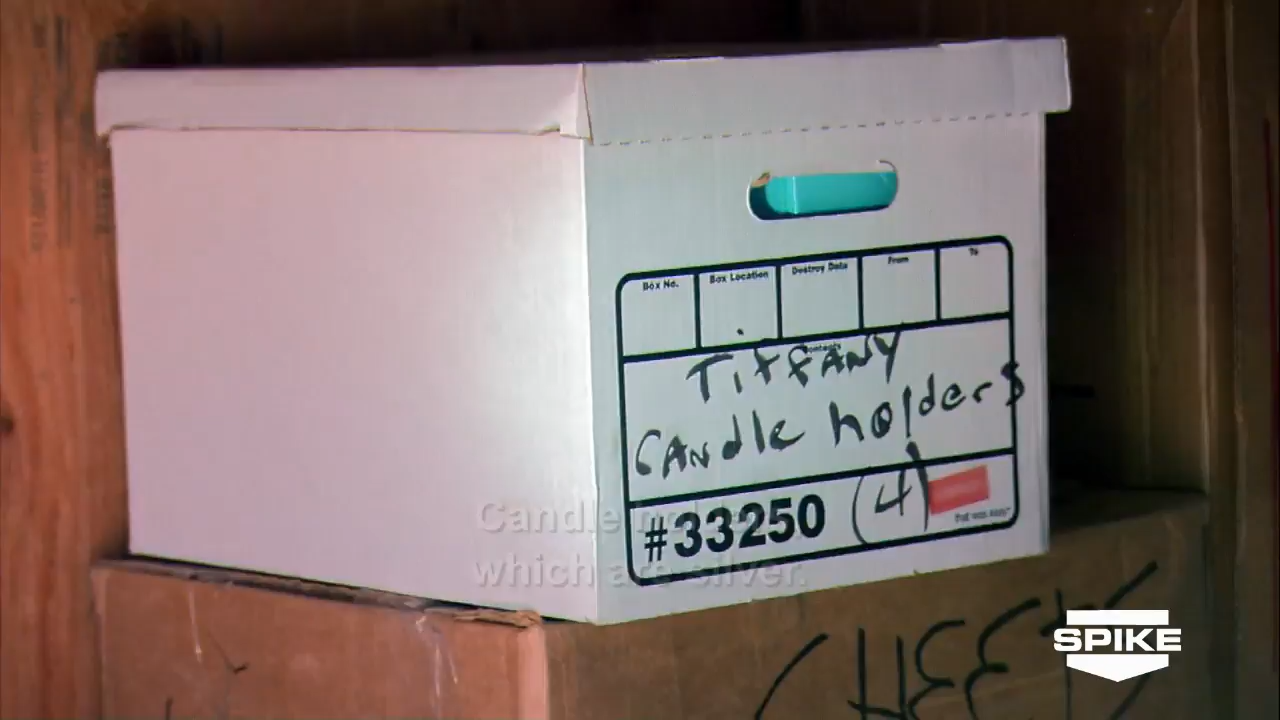 Box No. Box Location Destroy Date From To
Contents
TiffANY
CANdle holders
#33250 (4)
that was easy™
Candle holders
which are silver.
SPIKE